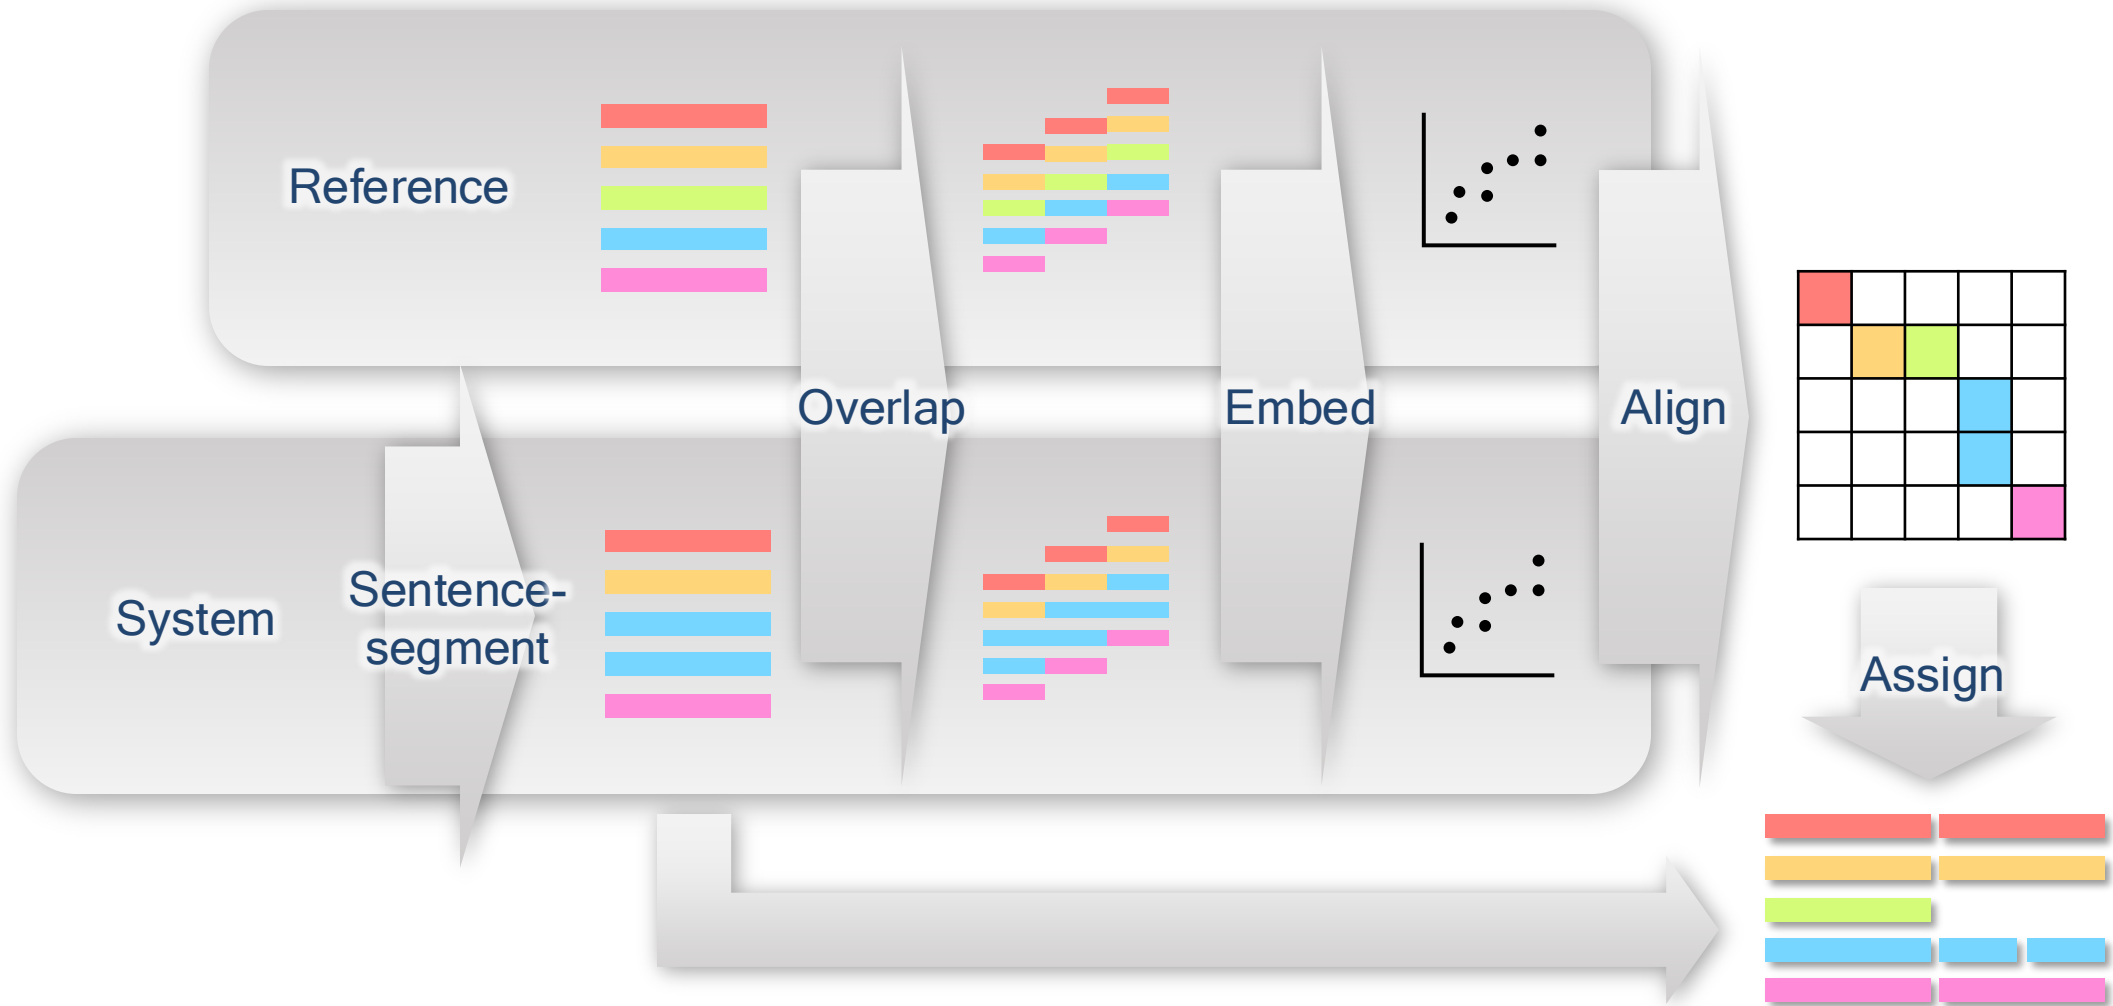 Reference
Overlap
Embed
Align
System
Sentence-
segment
Assign